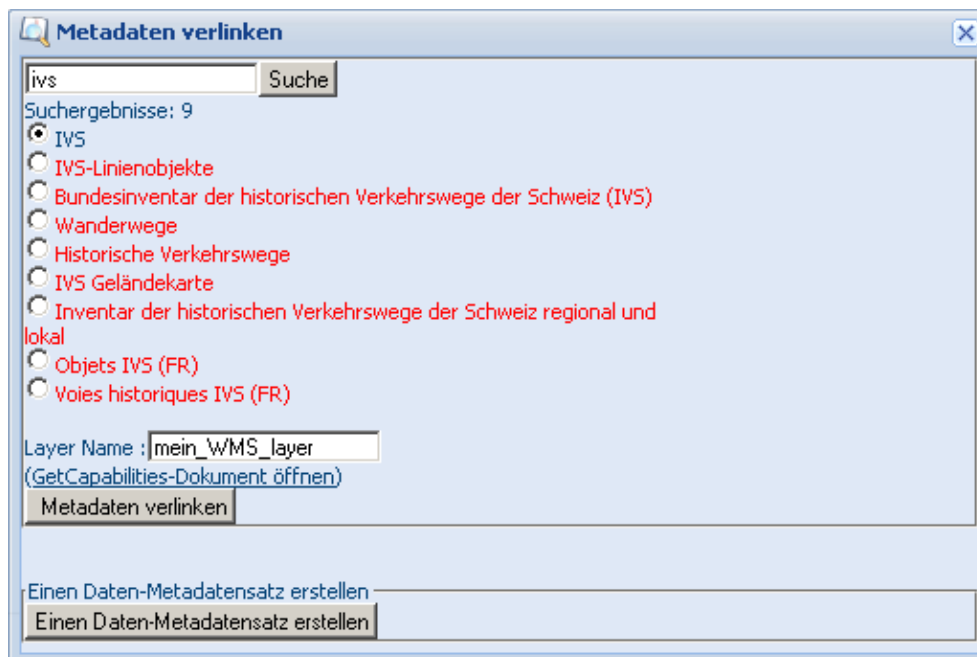 Metadaten verlinken
ivs Suche
Suchergebnisse: 9
IVS
IVS-Linienobjekte
Bundesinventar der historischen Verkehrswege der Schweiz (IVS)
Wanderwege
Historische Verkehrswege
IVS Geländekarte
Inventar der historischen Verkehrswege der Schweiz regional und
lokal
Objets IVS (FR)
Voies historiques IVS (FR)
Layer Name : mein_WMS_layer
(GetCapabilities-Dokument öffnen)
Metadaten verlinken
Einen Daten-Metadatensatz erstellen
Einen Daten-Metadatensatz erstellen